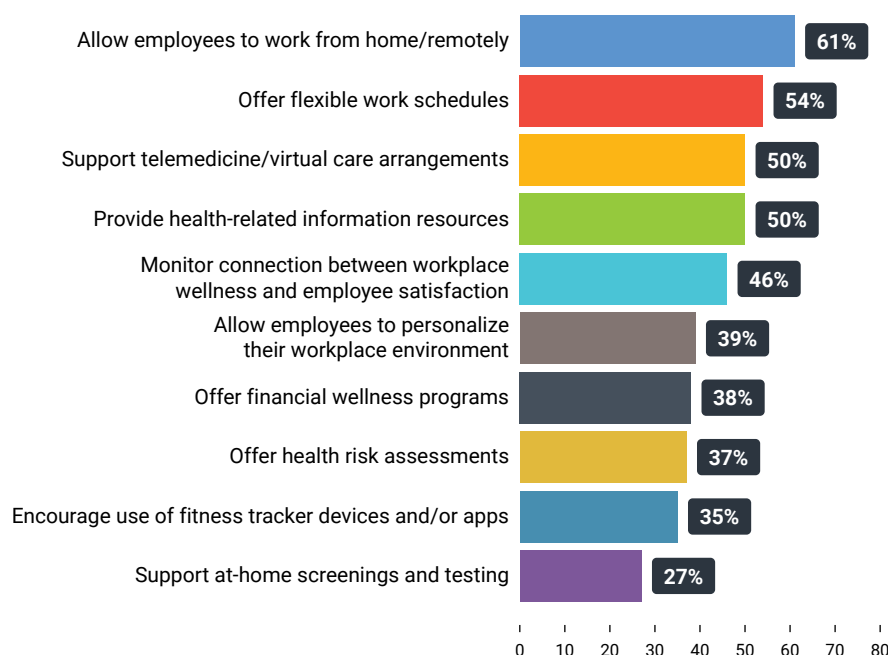 Allow employees to work from home/remotely 61%
Offer flexible work schedules 54%
Support telemedicine/virtual care arrangements 50%
Provide health-related information resources 50%
Monitor connection between workplace
wellness and employee satisfaction 46%
Allow employees to personalize
their workplace environment 39%
Offer financial wellness programs 38%
Offer health risk assessments 37%
Encourage use of fitness tracker devices and/or apps 35%
Support at-home screenings and testing 27%
0 10 20 30 40 50 60 70 80